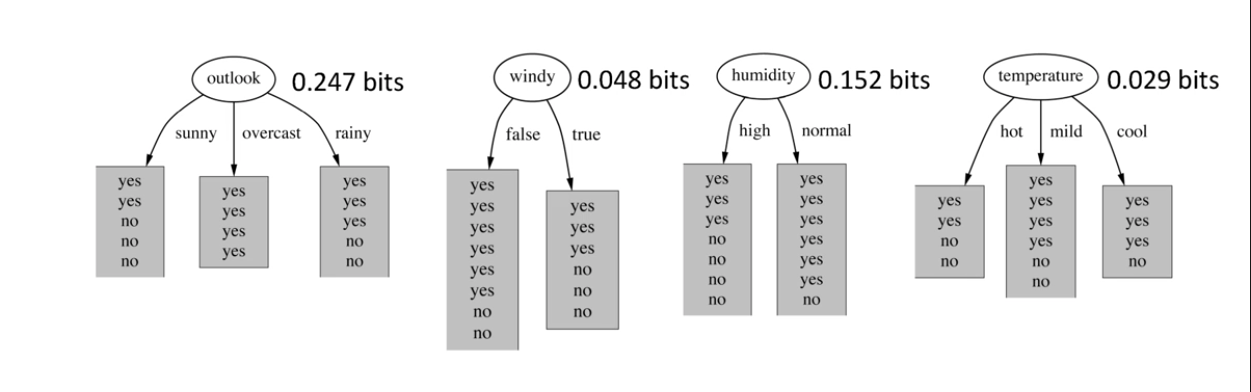 outlook 0.247 bits
sunny overcast rainy
yes
yes
no
no
no
yes
yes
yes
yes
yes
yes
yes
no
no
windy 0.048 bits
false true
yes
yes
yes
yes
yes
yes
no
no
yes
yes
yes
no
no
no
humidity 0.152 bits
high normal
yes
yes
yes
no
no
no
no
yes
yes
yes
yes
yes
yes
no
temperature 0.029 bits
hot mild cool
yes
yes
no
no
yes
yes
yes
yes
no
no
yes
yes
yes
no